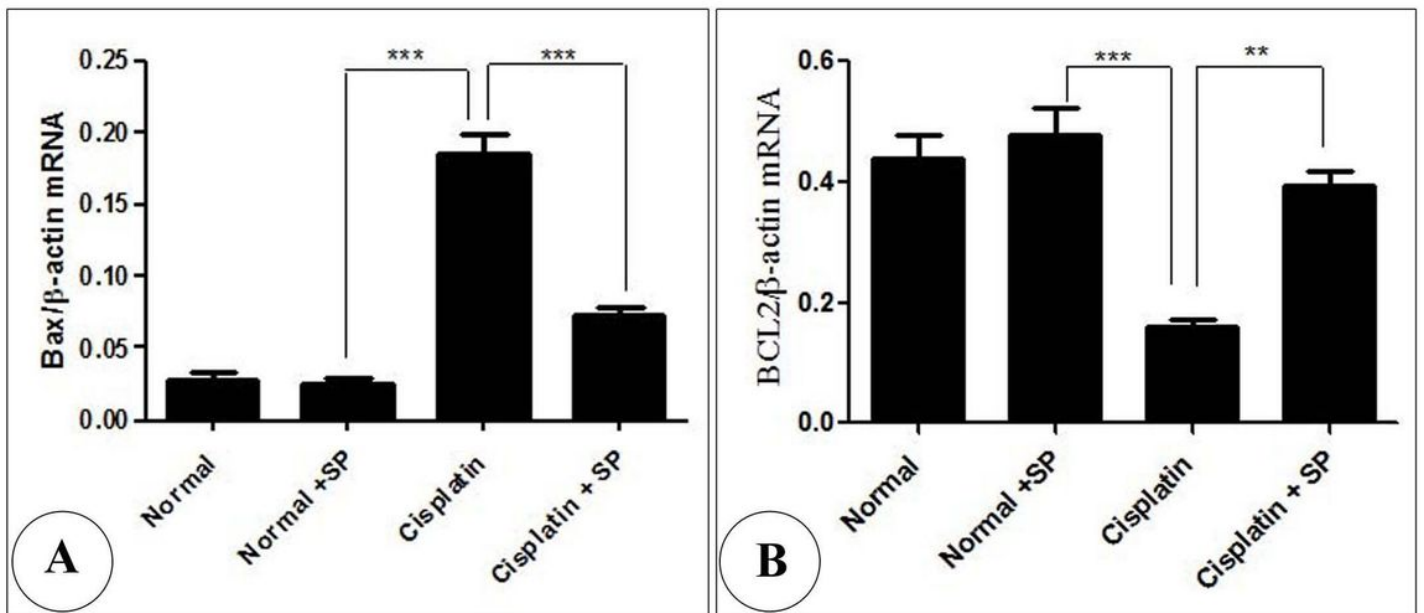 ***
***
0.25
0.20
0.15
0.10
0.05
0.00
Bax/β-actin mRNA
Normal
Normal +SP
Cisplatin
Cisplatin + SP
A
***
**
0.6
0.4
0.2
0.0
BCL2/β-actin mRNA
Normal
Normal +SP
Cisplatin
Cisplatin + SP
B